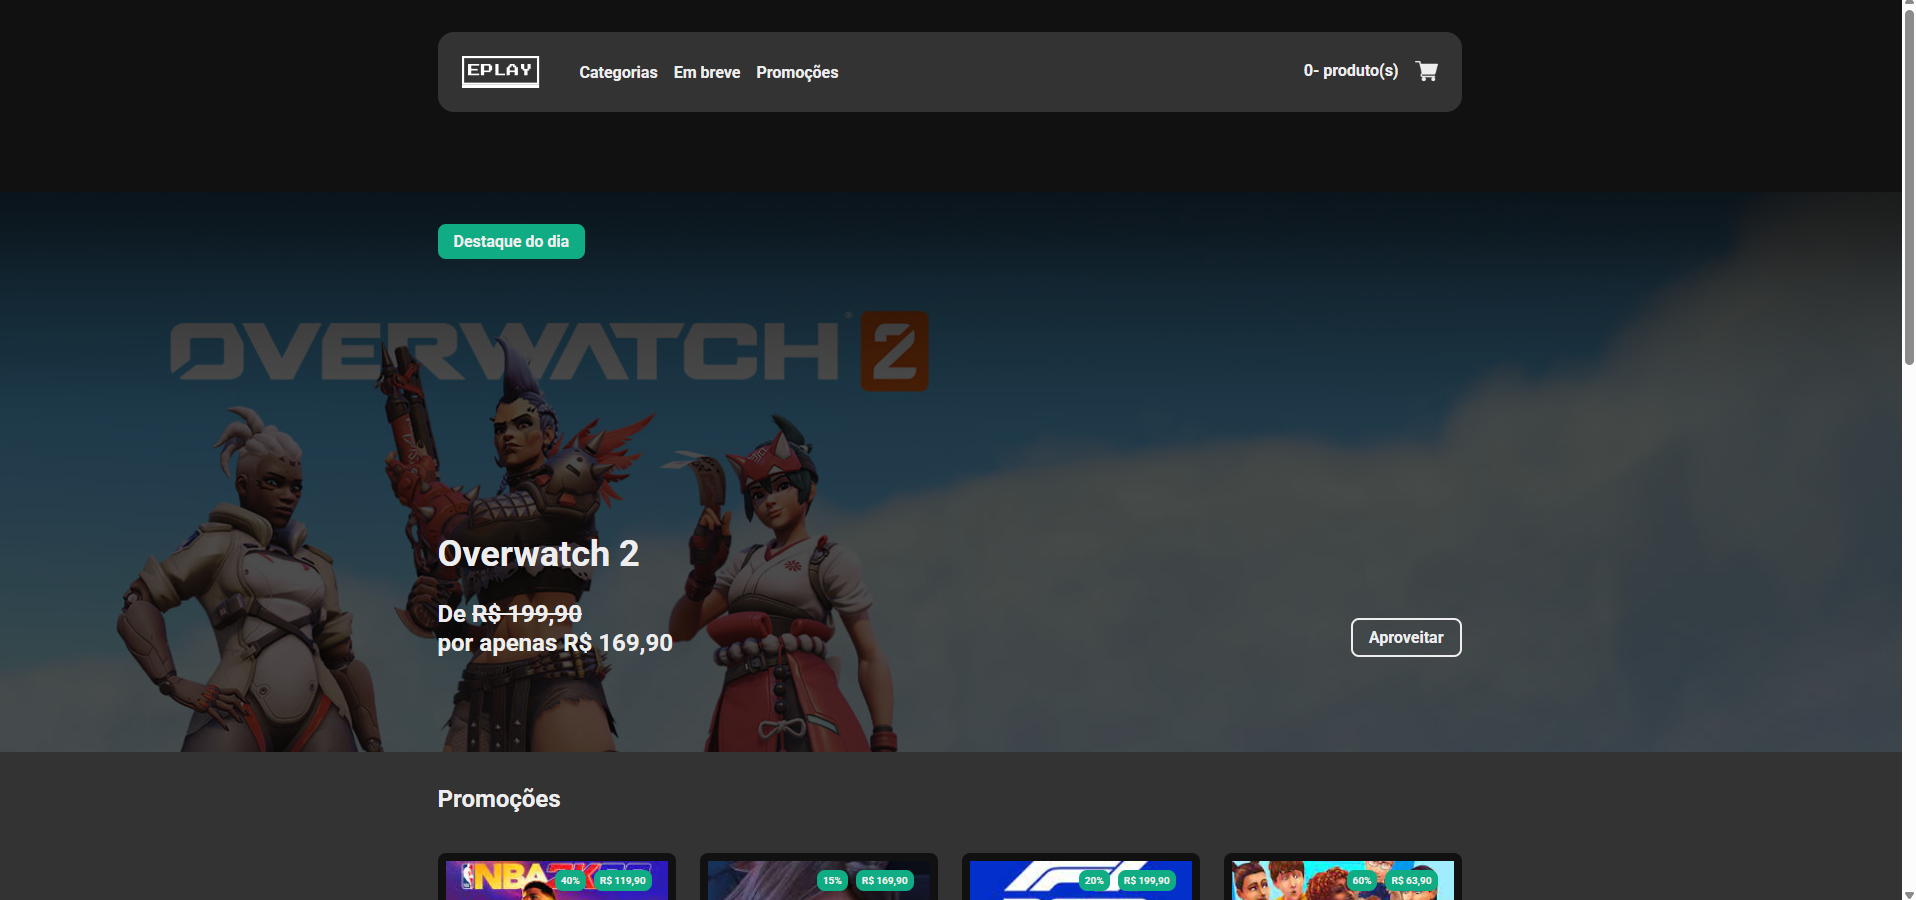 EPLAY
Categorias Em breve Promoções
0- produto(s)
Destaque do dia
OVERWATCH 2
Overwatch 2
De R$ 199,90
por apenas R$ 169,90
Aproveitar
Promoções
NBA 2K
40% R$ 119,90
15% R$ 169,90
20% R$ 199,90
60% R$ 63,90